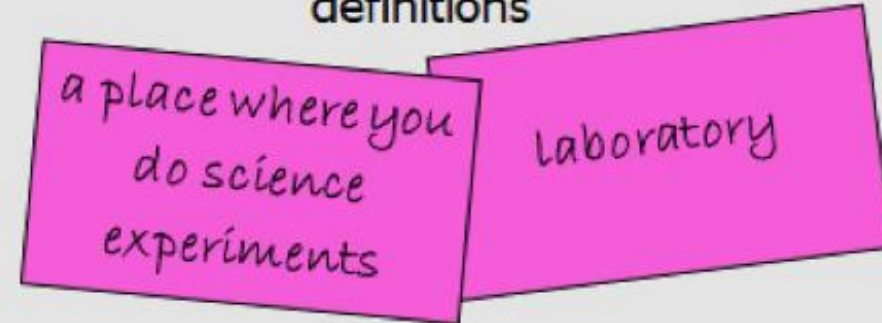 definitions
a place where you
do science
experiments
laboratory